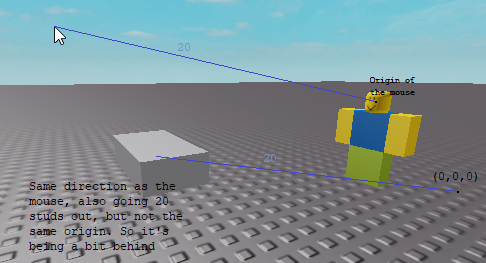 20
Origin of
the mouse
20
(0,0,0)
Same direction as the
mouse, also going 20
studs out, but not the
same origin. So it's
being a bit behind